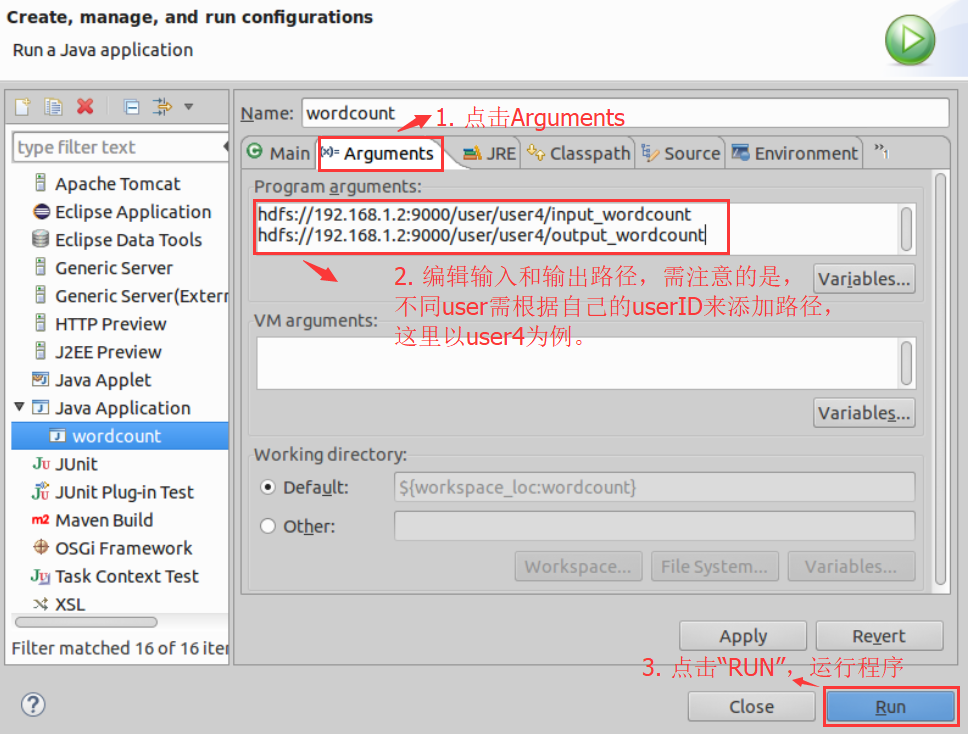 Create, manage, and run configurations
Run a Java application
type filter text
Apache Tomcat
Eclipse Application
Eclipse Data Tools
Generic Server
Generic Server(Extern
HTTP Preview
J2EE Preview
Java Applet
Java Application
wordcount
JUnit
JUnit Plug-in Test
Maven Build
OSGi Framework
Task Context Test
XSL
Filter matched 16 of 16 iter
Name: wordcount
1. 点击Arguments
Main (x)= Arguments JRE Classpath Source Environment »1
Program arguments:
hdfs://192.168.1.2:9000/user/user4/input_wordcount
hdfs://192.168.1.2:9000/user/user4/output_wordcount
Variables...
2. 编辑输入和输出路径，需注意的是，
不同user需根据自己的userID来添加路径，
这里以user4为例。
VM arguments:
Variables...
Working directory:
Default: ${workspace_loc:wordcount}
Other:
Workspace... File System... Variables...
Apply Revert
3. 点击“RUN”，运行程序
Close Run